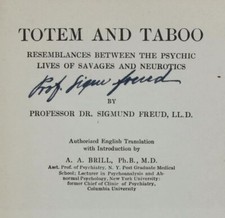 TOTEM AND TABOO
RESEMBLANCES BETWEEN THE PSYCHIC
LIVES OF SAVAGES AND NEUROTICS
Prof. Sigm Freud
BY
PROFESSOR DR. SIGMUND FREUD, LL.D.
Authorised English Translation
with Introduction by
A. A. BRILL, Ph.B., M.D.
Asst. Prof. of Psychiatry, N. Y. Post Graduate Medical
School; Lecturer in Psychoanalysis and Ab-
normal Psychology, New York University;
former Chief of Clinic of Psychiatry,
Columbia University